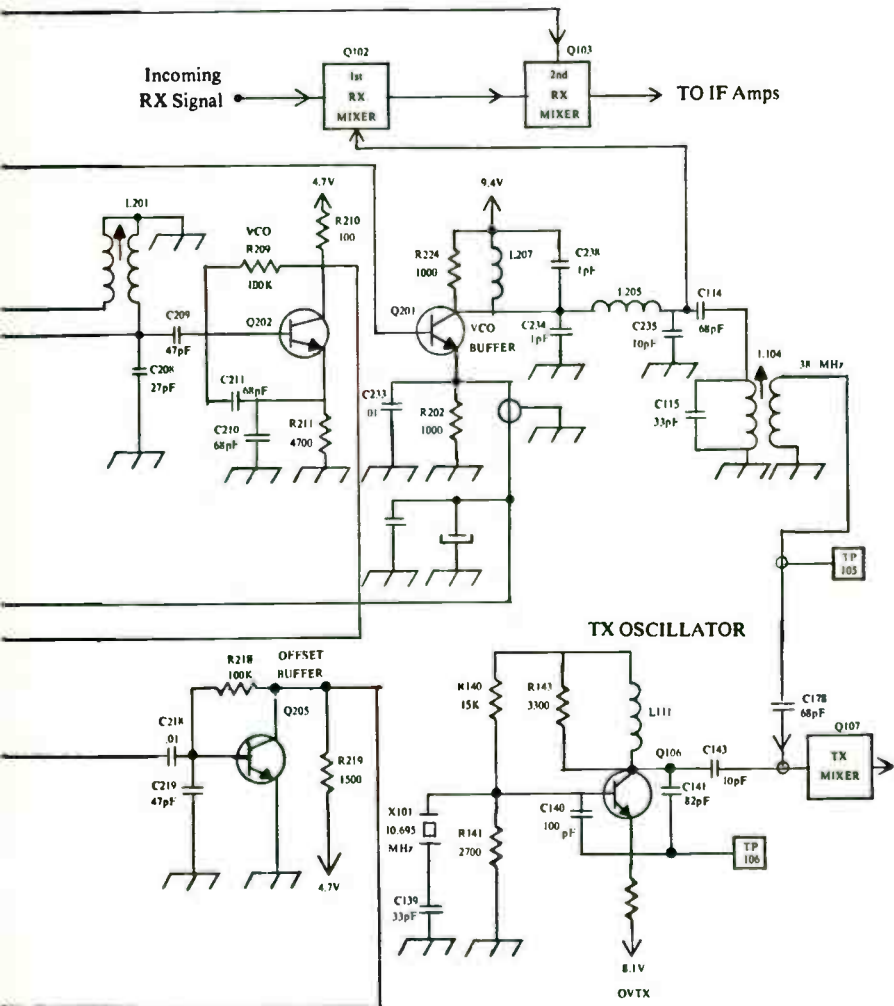 Q102
Q103
Incoming
RX Signal
1st
RX
MIXER
2nd
RX
MIXER
TO IF Amps
L201
4.7V
R210
100
VCO
R209
100K
C209
47pF
Q202
C208
27pF
C211
68pF
C210
68pF
R211
4700
9.4V
R224
1000
L207
C238
1pF
Q201
VCO
BUFFER
C234
1pF
L205
C235
10pF
C114
68pF
C233
.01
R202
1000
L104
38 MHz
C115
33pF
TP
105
TX OSCILLATOR
OFFSET
BUFFER
R218
100K
Q205
C218
.01
C219
47pF
R219
1500
4.7V
R140
15K
R143
3300
L111
Q106
C143
10pF
C178
68pF
Q107
TX
MIXER
X101
10.695
MHz
R141
2700
C140
100
pF
C141
82pF
TP
106
C139
33pF
8.1V
OVTX